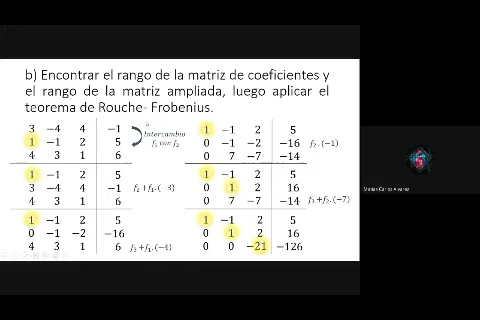 b) Encontrar el rango de la matriz de coeficientes y
el rango de la matriz ampliada, luego aplicar el
teorema de Rouche- Frobenius.
3 −4 4 −1
1 −1 2 5
4 3 1 6
Intercambio
f₁ con f₂
1 −1 2 5
3 −4 4 −1
4 3 1 6
f₂+f₁.(−3)
1 −1 2 5
0 −1 −2 −16
4 3 1 6
f₃+f₁.(−4)
1 −1 2 5
0 −1 −2 −16
0 7 −7 −14
f₂.(−1)
1 −1 2 5
0 1 2 16
0 7 −7 −14
f₃+f₂.(−7)
1 −1 2 5
0 1 2 16
0 0 −21 −126
Matias Carlos Alvarez